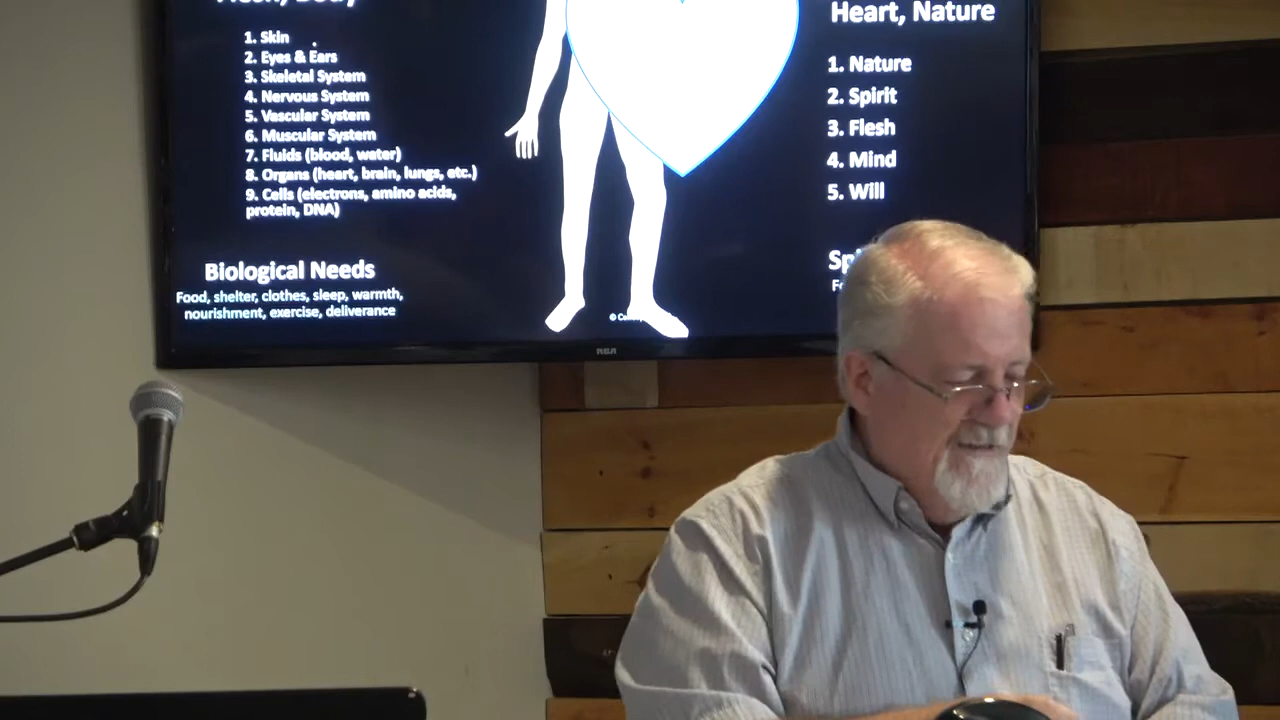 Flesh, Body
1. Skin
2. Eyes & Ears
3. Skeletal System
4. Nervous System
5. Vascular System
6. Muscular System
7. Fluids (blood, water)
8. Organs (heart, brain, lungs, etc.)
9. Cells (electrons, amino acids,
protein, DNA)
Biological Needs
Food, shelter, clothes, sleep, warmth,
nourishment, exercise, deliverance
Heart, Nature
1. Nature
2. Spirit
3. Flesh
4. Mind
5. Will
RCA